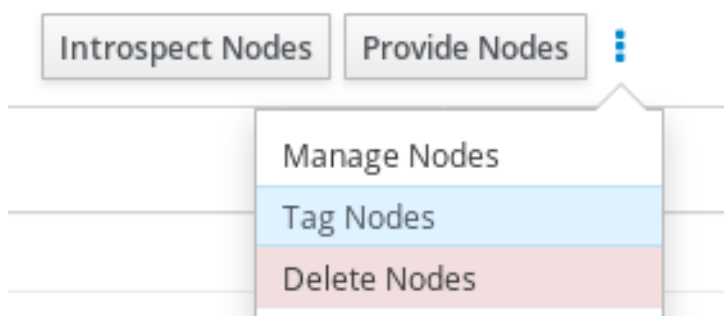 Introspect Nodes Provide Nodes
Manage Nodes
Tag Nodes
Delete Nodes